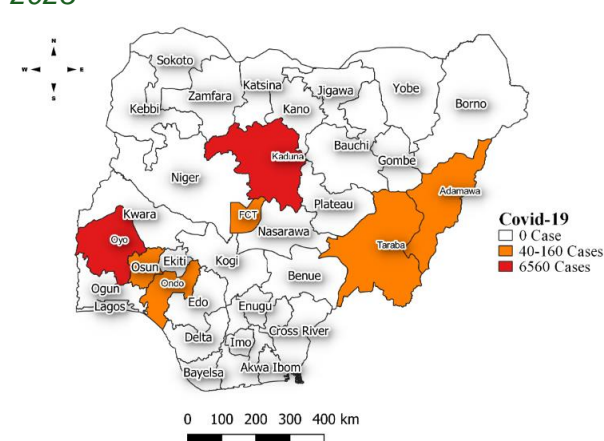 N
W E
S
Sokoto
Katsina
Jigawa
Yobe
Zamfara
Kano
Borno
Kebbi
Bauchi
Kaduna
Gombe
Niger
Adamawa
Plateau
Kwara
FCT
Nasarawa
Oyo
Taraba
Osun
Ekiti
Kogi
Benue
Ondo
Ogun
Edo
Lagos
Enugu
Cross River
Delta
Imo
Bayelsa
Akwa Ibom
Covid-19
0 Case
40-160 Cases
6560 Cases
0 100 200 300 400 km